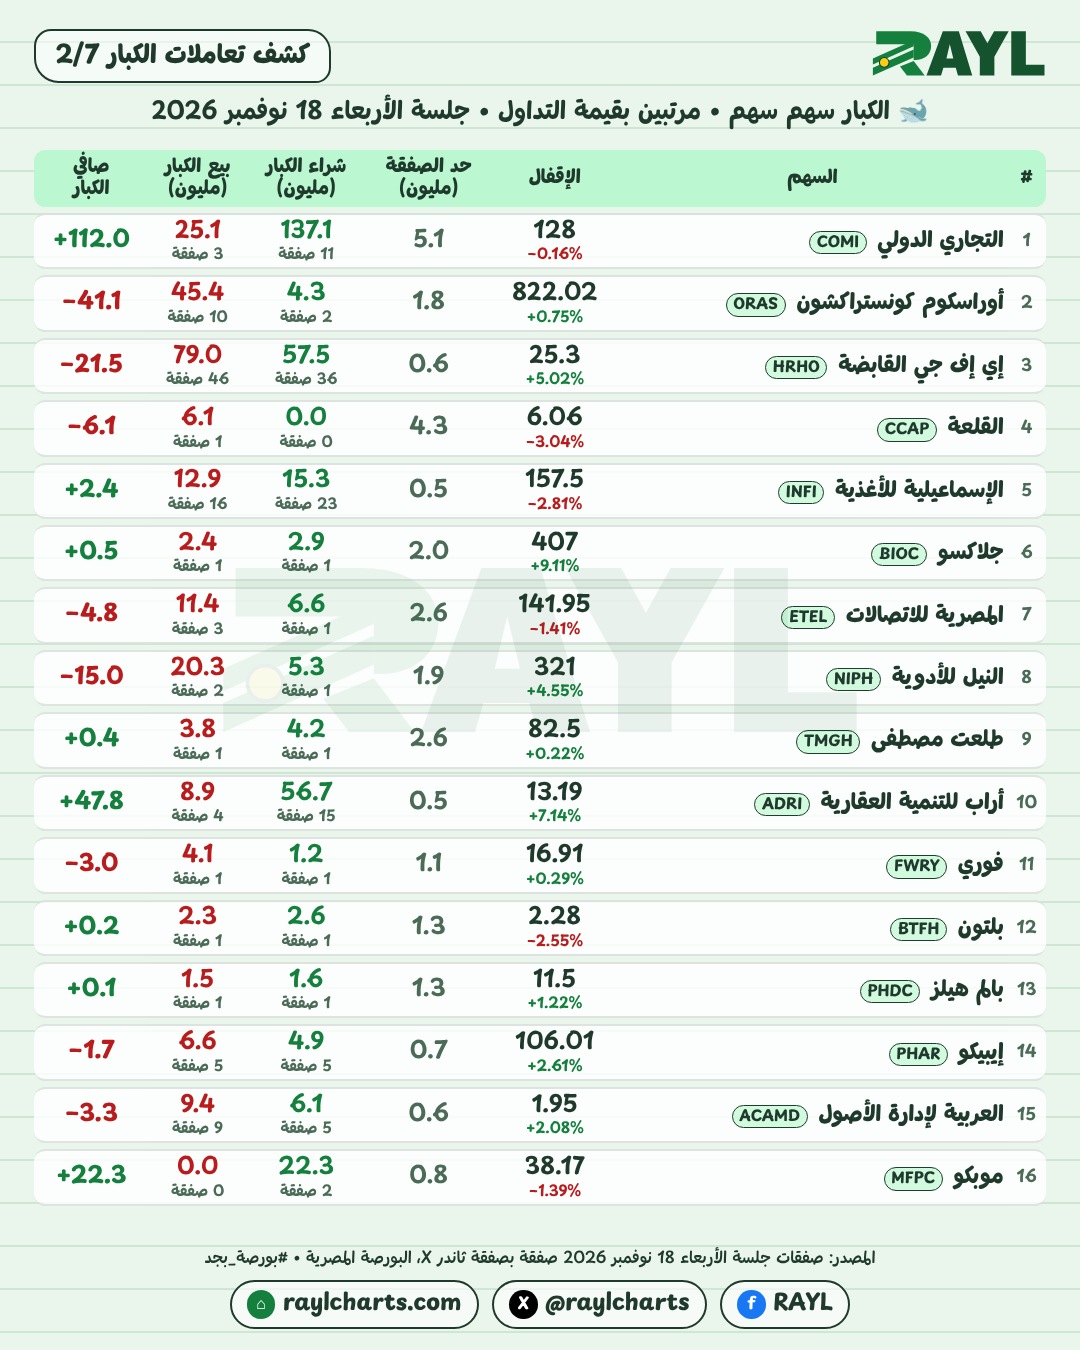 RAYL
كشف تعاملات الكبار 2/7
🐋 الكبار سهم سهم • مرتبين بقيمة التداول • جلسة الأربعاء 18 نوفمبر 2026
# السهم الإقفال حد الصفقة (مليون) شراء الكبار (مليون) بيع الكبار (مليون) صافي الكبار
1 التجاري الدولي COMI 128 5.1 137.1 25.1 +112.0
−0.16% 11 صفقة 3 صفقة
2 أوراسكوم كونستراكشون ORAS 822.02 1.8 4.3 45.4 −41.1
+0.75% 2 صفقة 10 صفقة
3 إي إف جي القابضة HRHO 25.3 0.6 57.5 79.0 −21.5
+5.02% 36 صفقة 46 صفقة
4 القلعة CCAP 6.06 4.3 0.0 6.1 −6.1
−3.04% 0 صفقة 1 صفقة
5 الإسماعيلية للأغذية INFI 157.5 0.5 15.3 12.9 +2.4
−2.81% 23 صفقة 16 صفقة
6 جلاكسو BIOC 407 2.0 2.9 2.4 +0.5
+9.11% 1 صفقة 1 صفقة
7 المصرية للاتصالات ETEL 141.95 2.6 6.6 11.4 −4.8
−1.41% 1 صفقة 3 صفقة
8 النيل للأدوية NIPH 321 1.9 5.3 20.3 −15.0
+4.55% 1 صفقة 2 صفقة
9 طلعت مصطفى TMGH 82.5 2.6 4.2 3.8 +0.4
+0.22% 1 صفقة 1 صفقة
10 أراب للتنمية العقارية ADRI 13.19 0.5 56.7 8.9 +47.8
+7.14% 15 صفقة 4 صفقة
11 فوري FWRY 16.91 1.1 1.2 4.1 −3.0
+0.29% 1 صفقة 1 صفقة
12 بلتون BTFH 2.28 1.3 2.6 2.3 +0.2
−2.55% 1 صفقة 1 صفقة
13 بالم هيلز PHDC 11.5 1.3 1.6 1.5 +0.1
+1.22% 1 صفقة 1 صفقة
14 إيبيكو PHAR 106.01 0.7 4.9 6.6 −1.7
+2.61% 5 صفقة 5 صفقة
15 العربية لإدارة الأصول ACAMD 1.95 0.6 6.1 9.4 −3.3
+2.08% 5 صفقة 9 صفقة
16 موبكو MFPC 38.17 0.8 22.3 0.0 +22.3
−1.39% 2 صفقة 0 صفقة
المصدر: صفقات جلسة الأربعاء 18 نوفمبر 2026 صفقة بصفقة ثاندر X، البورصة المصرية • #بورصة_بجد
raylcharts.com X @raylcharts f RAYL